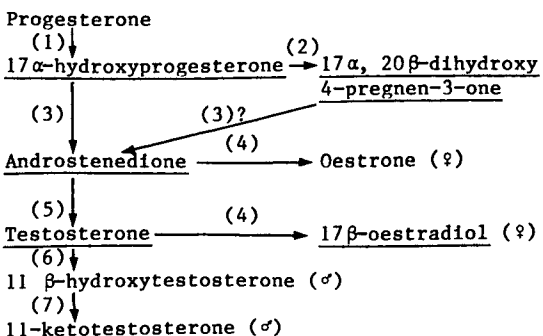 Progesterone
(1)
(2)
17α-hydroxyprogesterone 17α, 20β-dihydroxy
4-pregnen-3-one
(3) (3)?
(4)
Androstenedione Oestrone (♀)
(5) (4)
Testosterone 17β-oestradiol (♀)
(6)
11 β-hydroxytestosterone (♂)
(7)
11-ketotestosterone (♂)